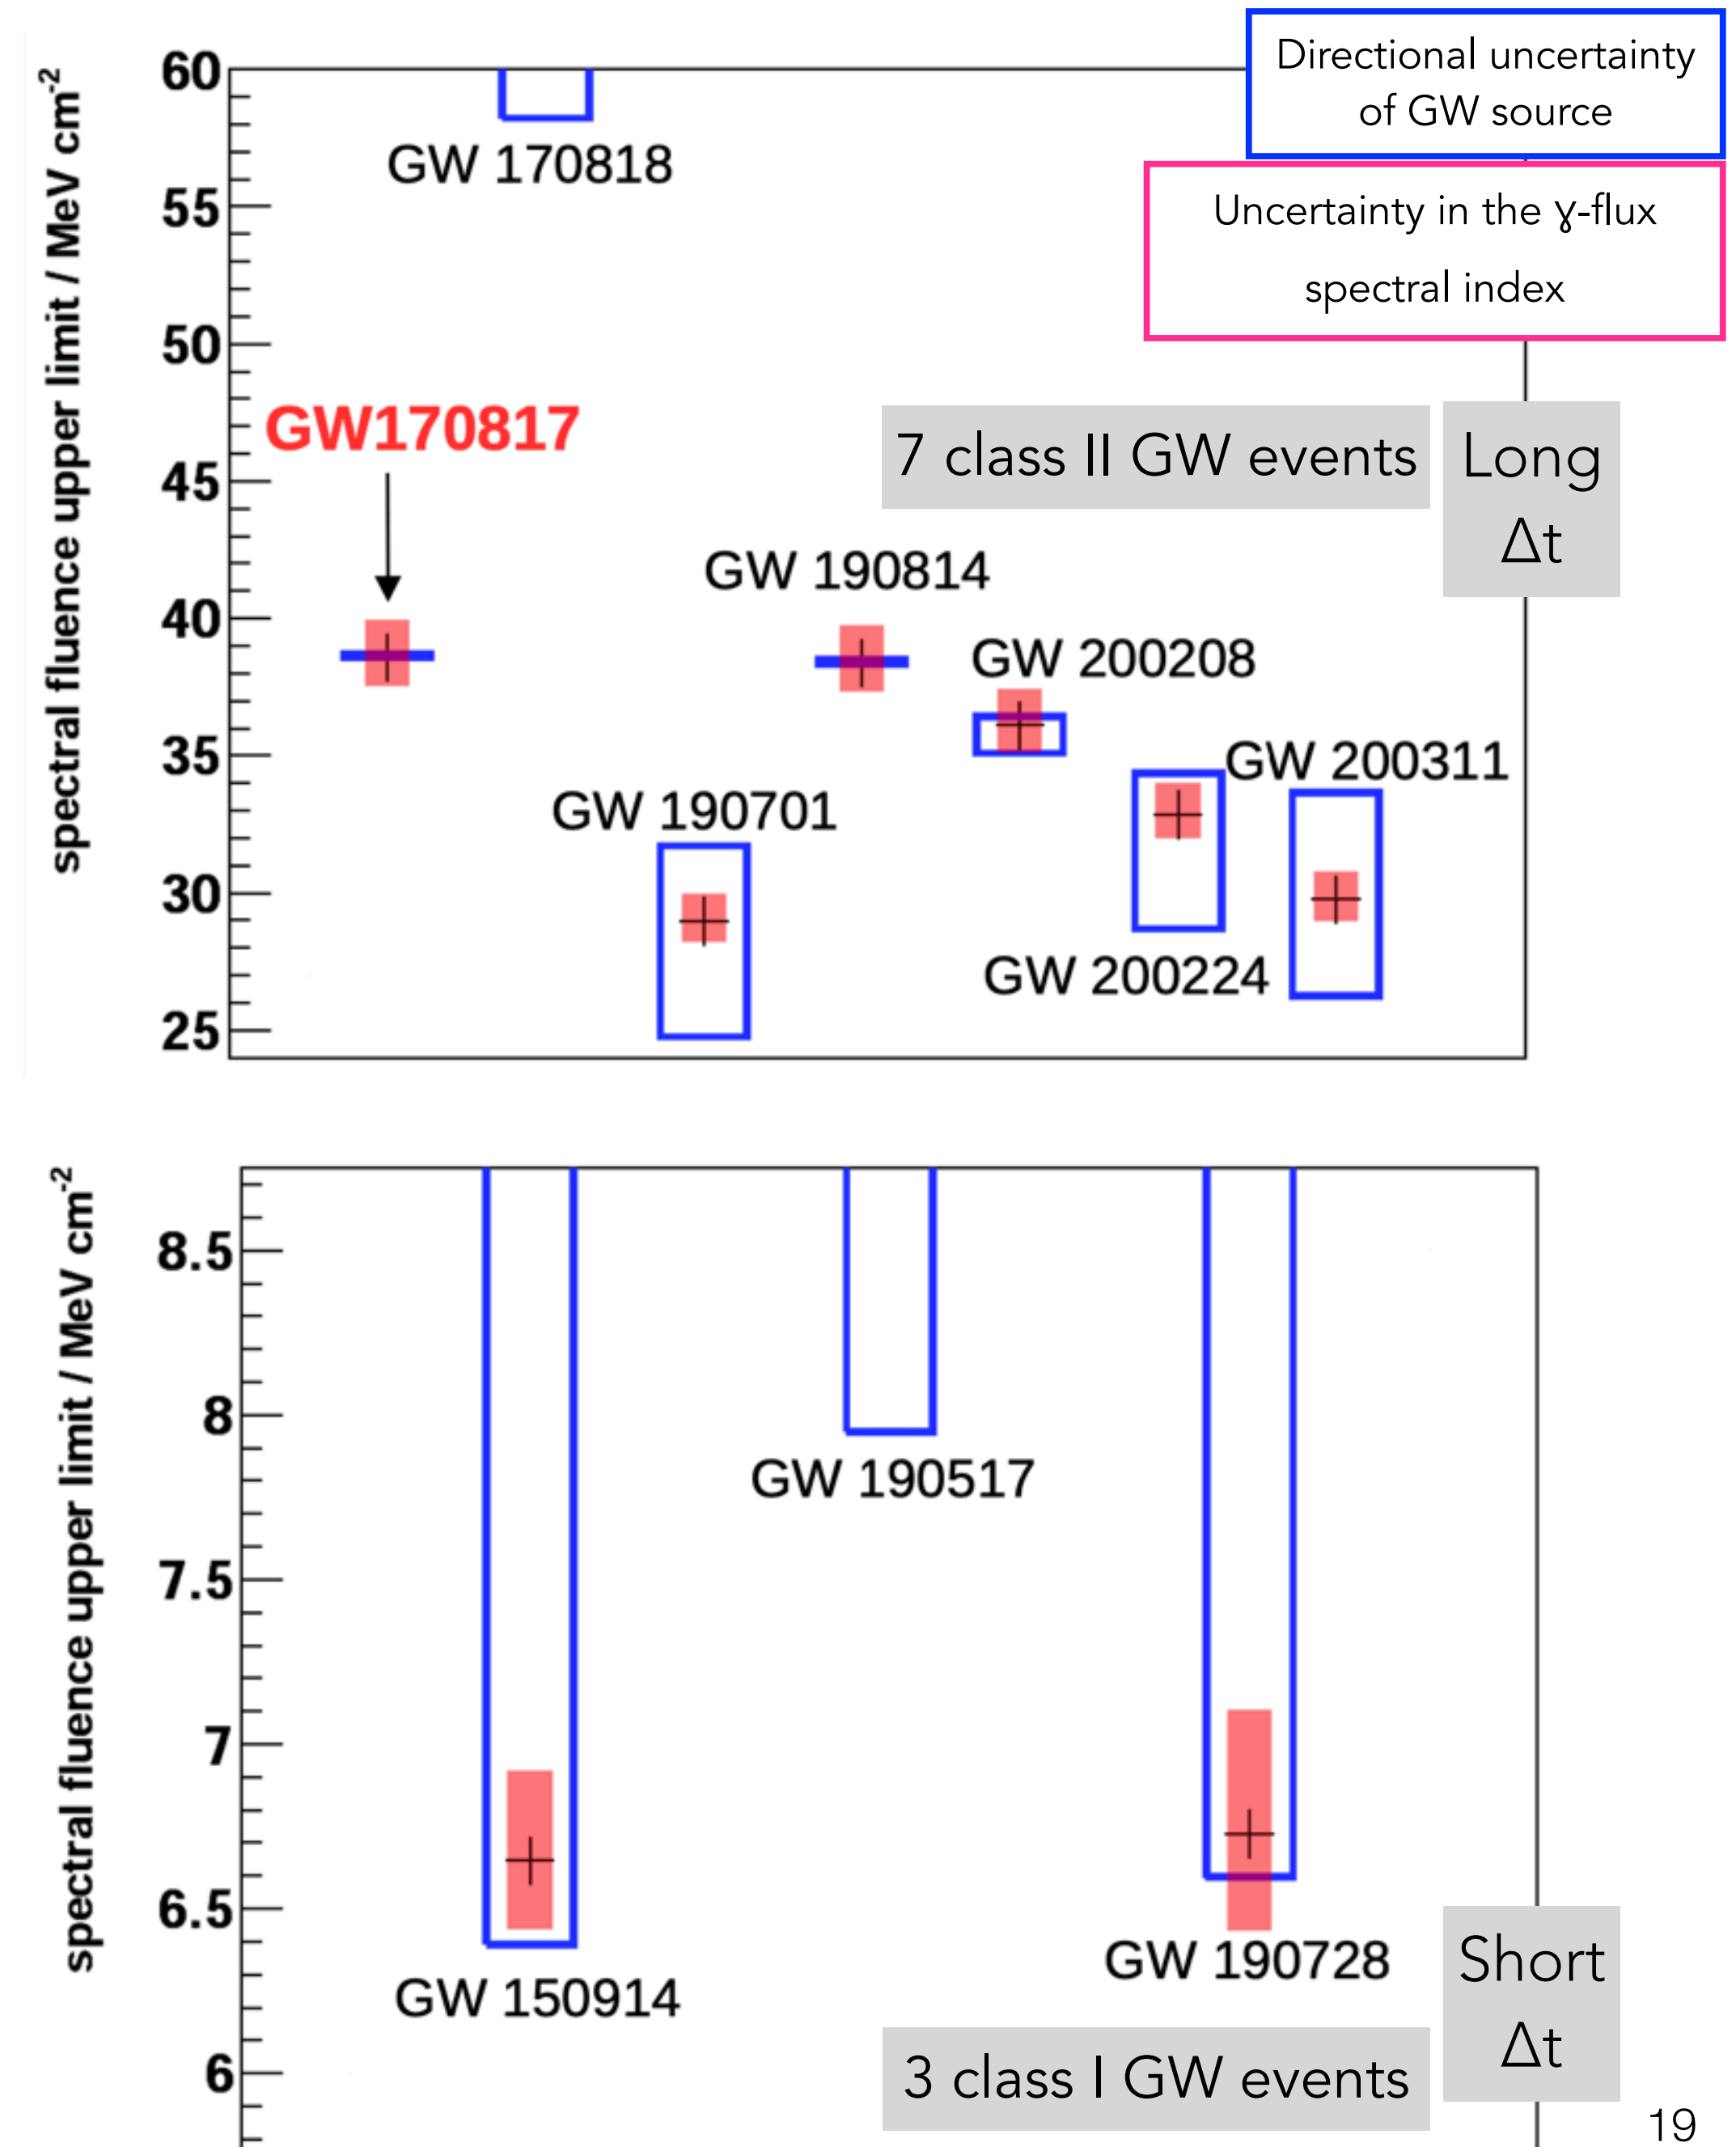 Directional uncertainty
of GW source
Uncertainty in the γ-flux
spectral index
spectral fluence upper limit / MeV cm⁻²
60
55
50
45
40
35
30
25
GW 170818
GW170817
7 class II GW events
Long
Δt
GW 190814
GW 200208
GW 200311
GW 190701
GW 200224
spectral fluence upper limit / MeV cm⁻²
8.5
8
7.5
7
6.5
6
GW 190517
GW 190728
GW 150914
Short
Δt
3 class I GW events
19